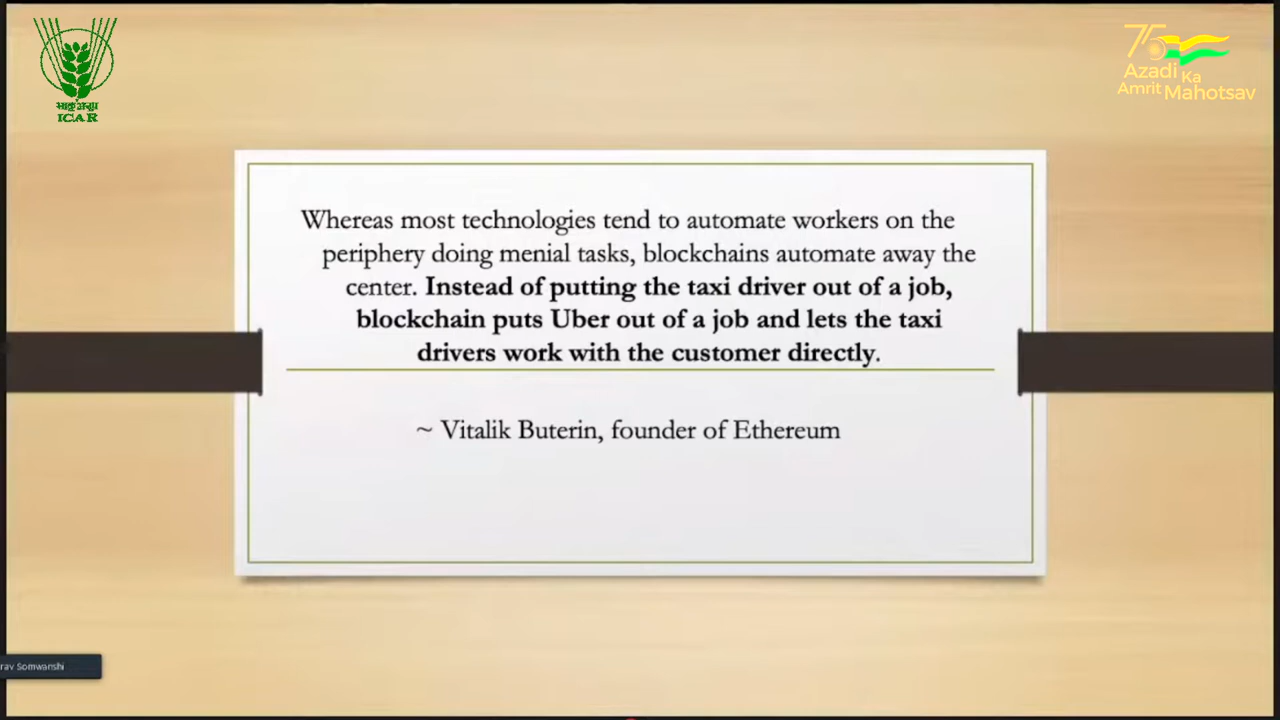 ICAR
75
Azadi
Ka
Amrit Mahotsav
Whereas most technologies tend to automate workers on the
periphery doing menial tasks, blockchains automate away the
center. Instead of putting the taxi driver out of a job,
blockchain puts Uber out of a job and lets the taxi
drivers work with the customer directly.
~ Vitalik Buterin, founder of Ethereum
rav Somwanshi